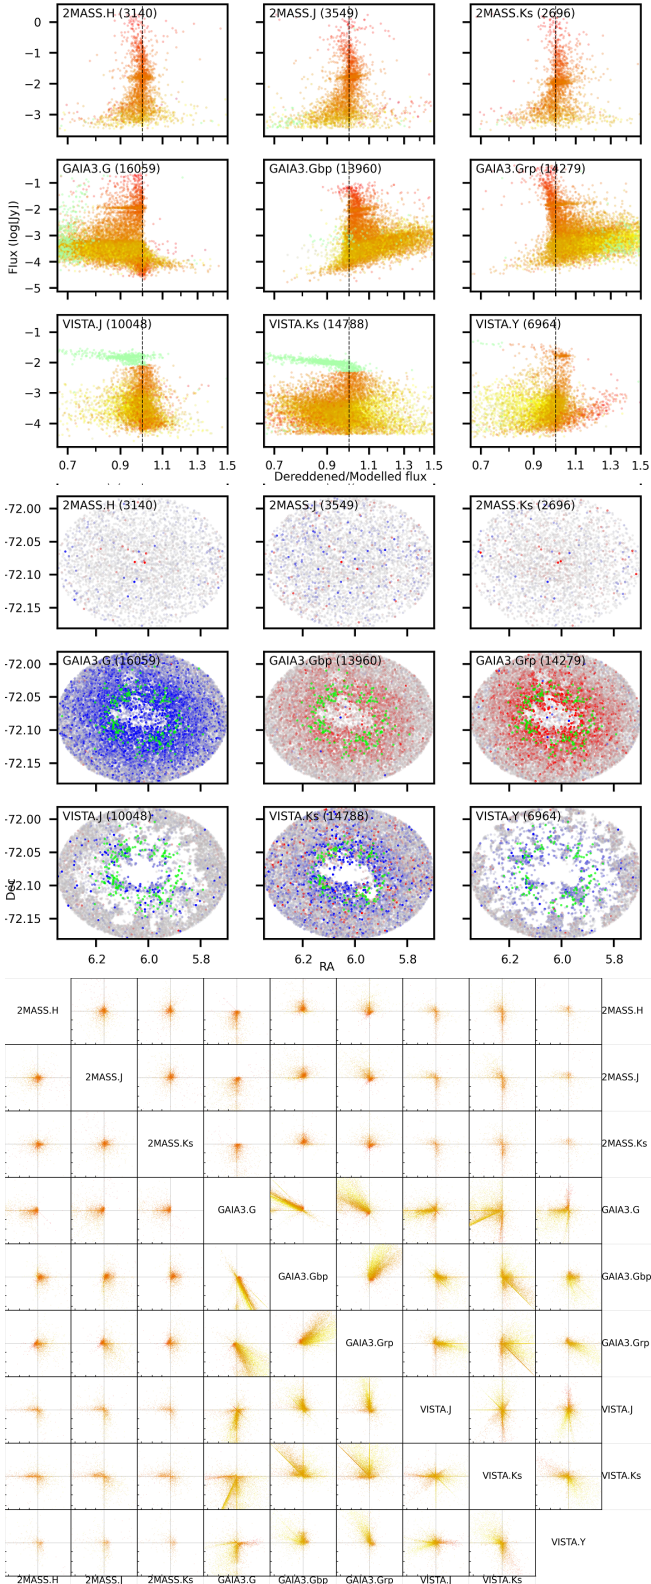 2MASS.H (3140) 2MASS.J (3549) 2MASS.Ks (2696)
0
−1
−2
−3
GAIA3.G (16059) GAIA3.Gbp (13960) GAIA3.Grp (14279)
−1
−2
−3
−4
−5
Flux (log[Jy])
VISTA.J (10048) VISTA.Ks (14788) VISTA.Y (6964)
−1
−2
−3
−4
0.7 0.9 1.1 1.3 1.5 0.7 0.9 1.1 1.3 1.5 0.7 0.9 1.1 1.3 1.5
Dereddened/Modelled flux
2MASS.H (3140) 2MASS.J (3549) 2MASS.Ks (2696)
-72.00
-72.05
-72.10
-72.15
GAIA3.G (16059) GAIA3.Gbp (13960) GAIA3.Grp (14279)
-72.00
-72.05
-72.10
-72.15
VISTA.J (10048) VISTA.Ks (14788) VISTA.Y (6964)
-72.00
-72.05
-72.10
-72.15
Dec
6.2 6.0 5.8 6.2 6.0 5.8 6.2 6.0 5.8
RA
2MASS.H 2MASS.H
2MASS.J 2MASS.J
2MASS.Ks 2MASS.Ks
GAIA3.G GAIA3.G
GAIA3.Gbp GAIA3.Gbp
GAIA3.Grp GAIA3.Grp
VISTA.J VISTA.J
VISTA.Ks VISTA.Ks
VISTA.Y
2MASS.H 2MASS.J 2MASS.Ks GAIA3.G GAIA3.Gbp GAIA3.Grp VISTA.J VISTA.Ks